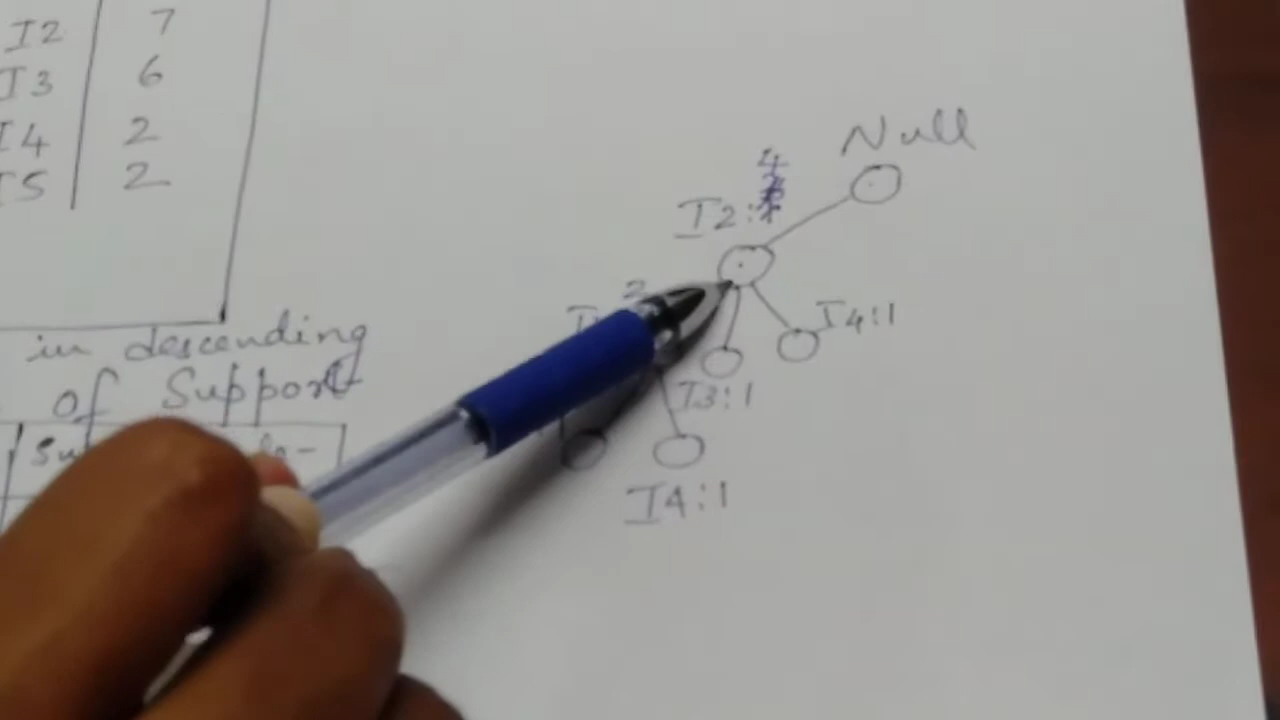 I2 7
I3 6
I4 2
I5 2
in descending
of Support
Null
I2: 4
2
I4:1
I3:1
I4:1